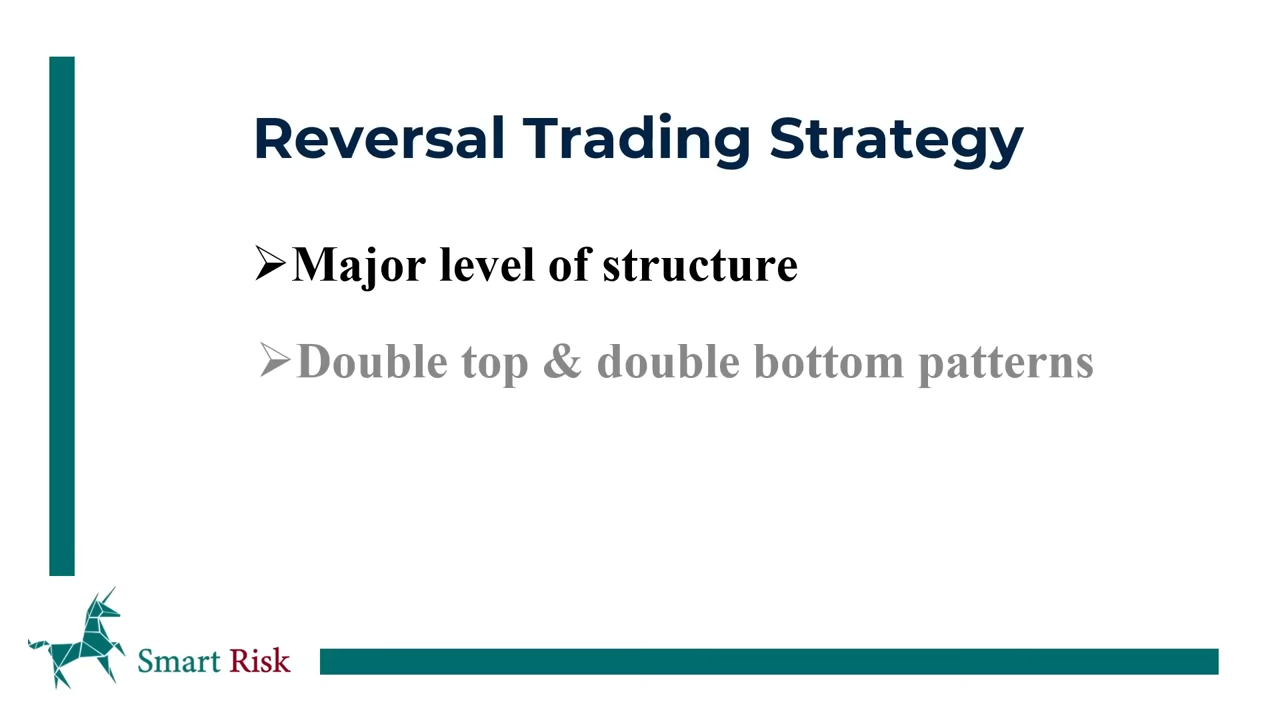 Reversal Trading Strategy
➢Major level of structure
➢Double top & double bottom patterns
Smart Risk